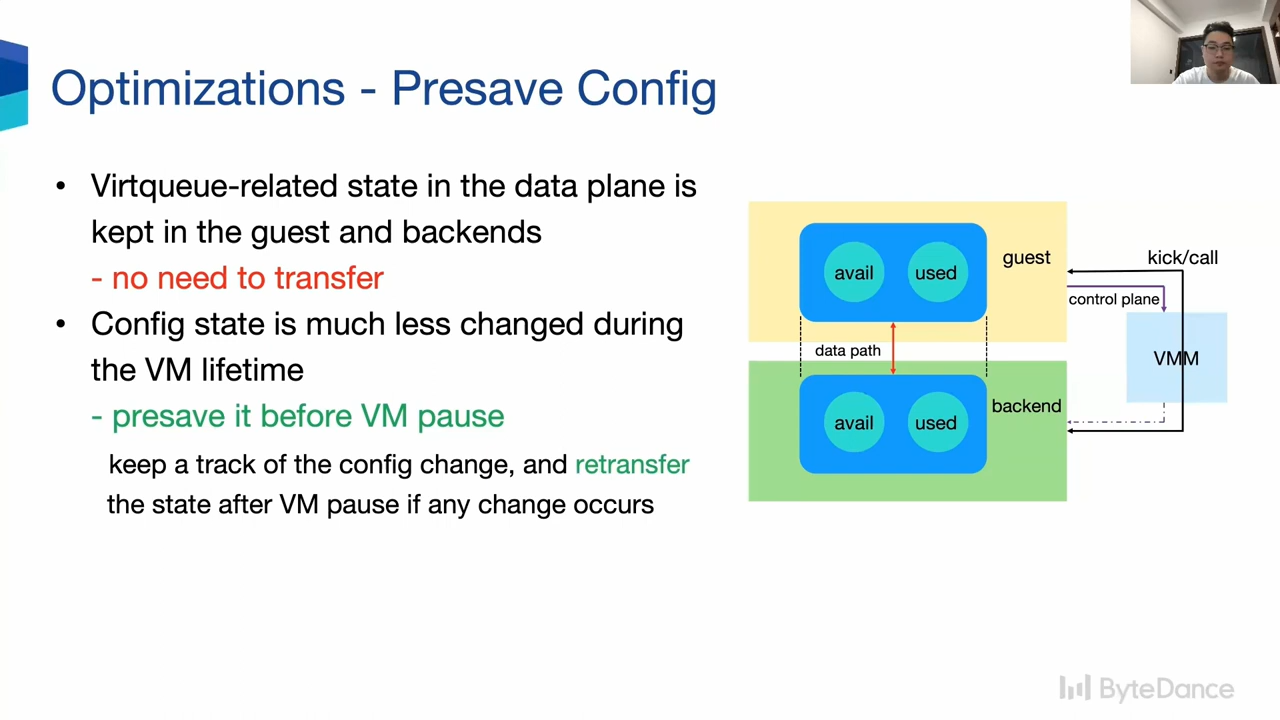 Optimizations - Presave Config
• Virtqueue-related state in the data plane is
kept in the guest and backends
- no need to transfer
• Config state is much less changed during
the VM lifetime
- presave it before VM pause
keep a track of the config change, and retransfer
the state after VM pause if any change occurs
avail
used
guest
kick/call
control plane
data path
VMM
backend
avail
used
ByteDance